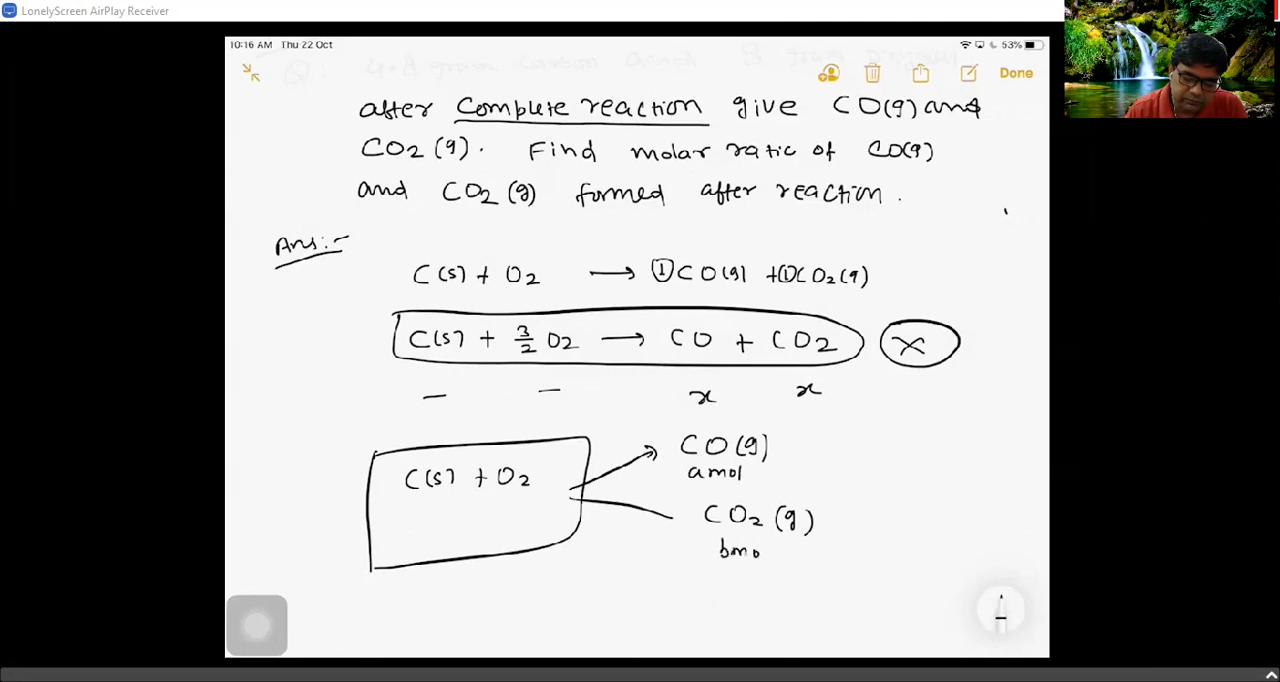 LonelyScreen AirPlay Receiver
10:16 AM Thu 22 Oct
53%
Done
after Complete reaction give CO(g) and
CO2 (g). Find molar ratio of CO(g)
and CO2 (g) formed after reaction.
Ans:-
C(s) + O2 → ①CO(g) + ①CO2(g)
C(s) + 3/2 O2 → CO + CO2 X
– – x x
C(s) + O2
CO(g)
a mol
CO2 (g)
bmo